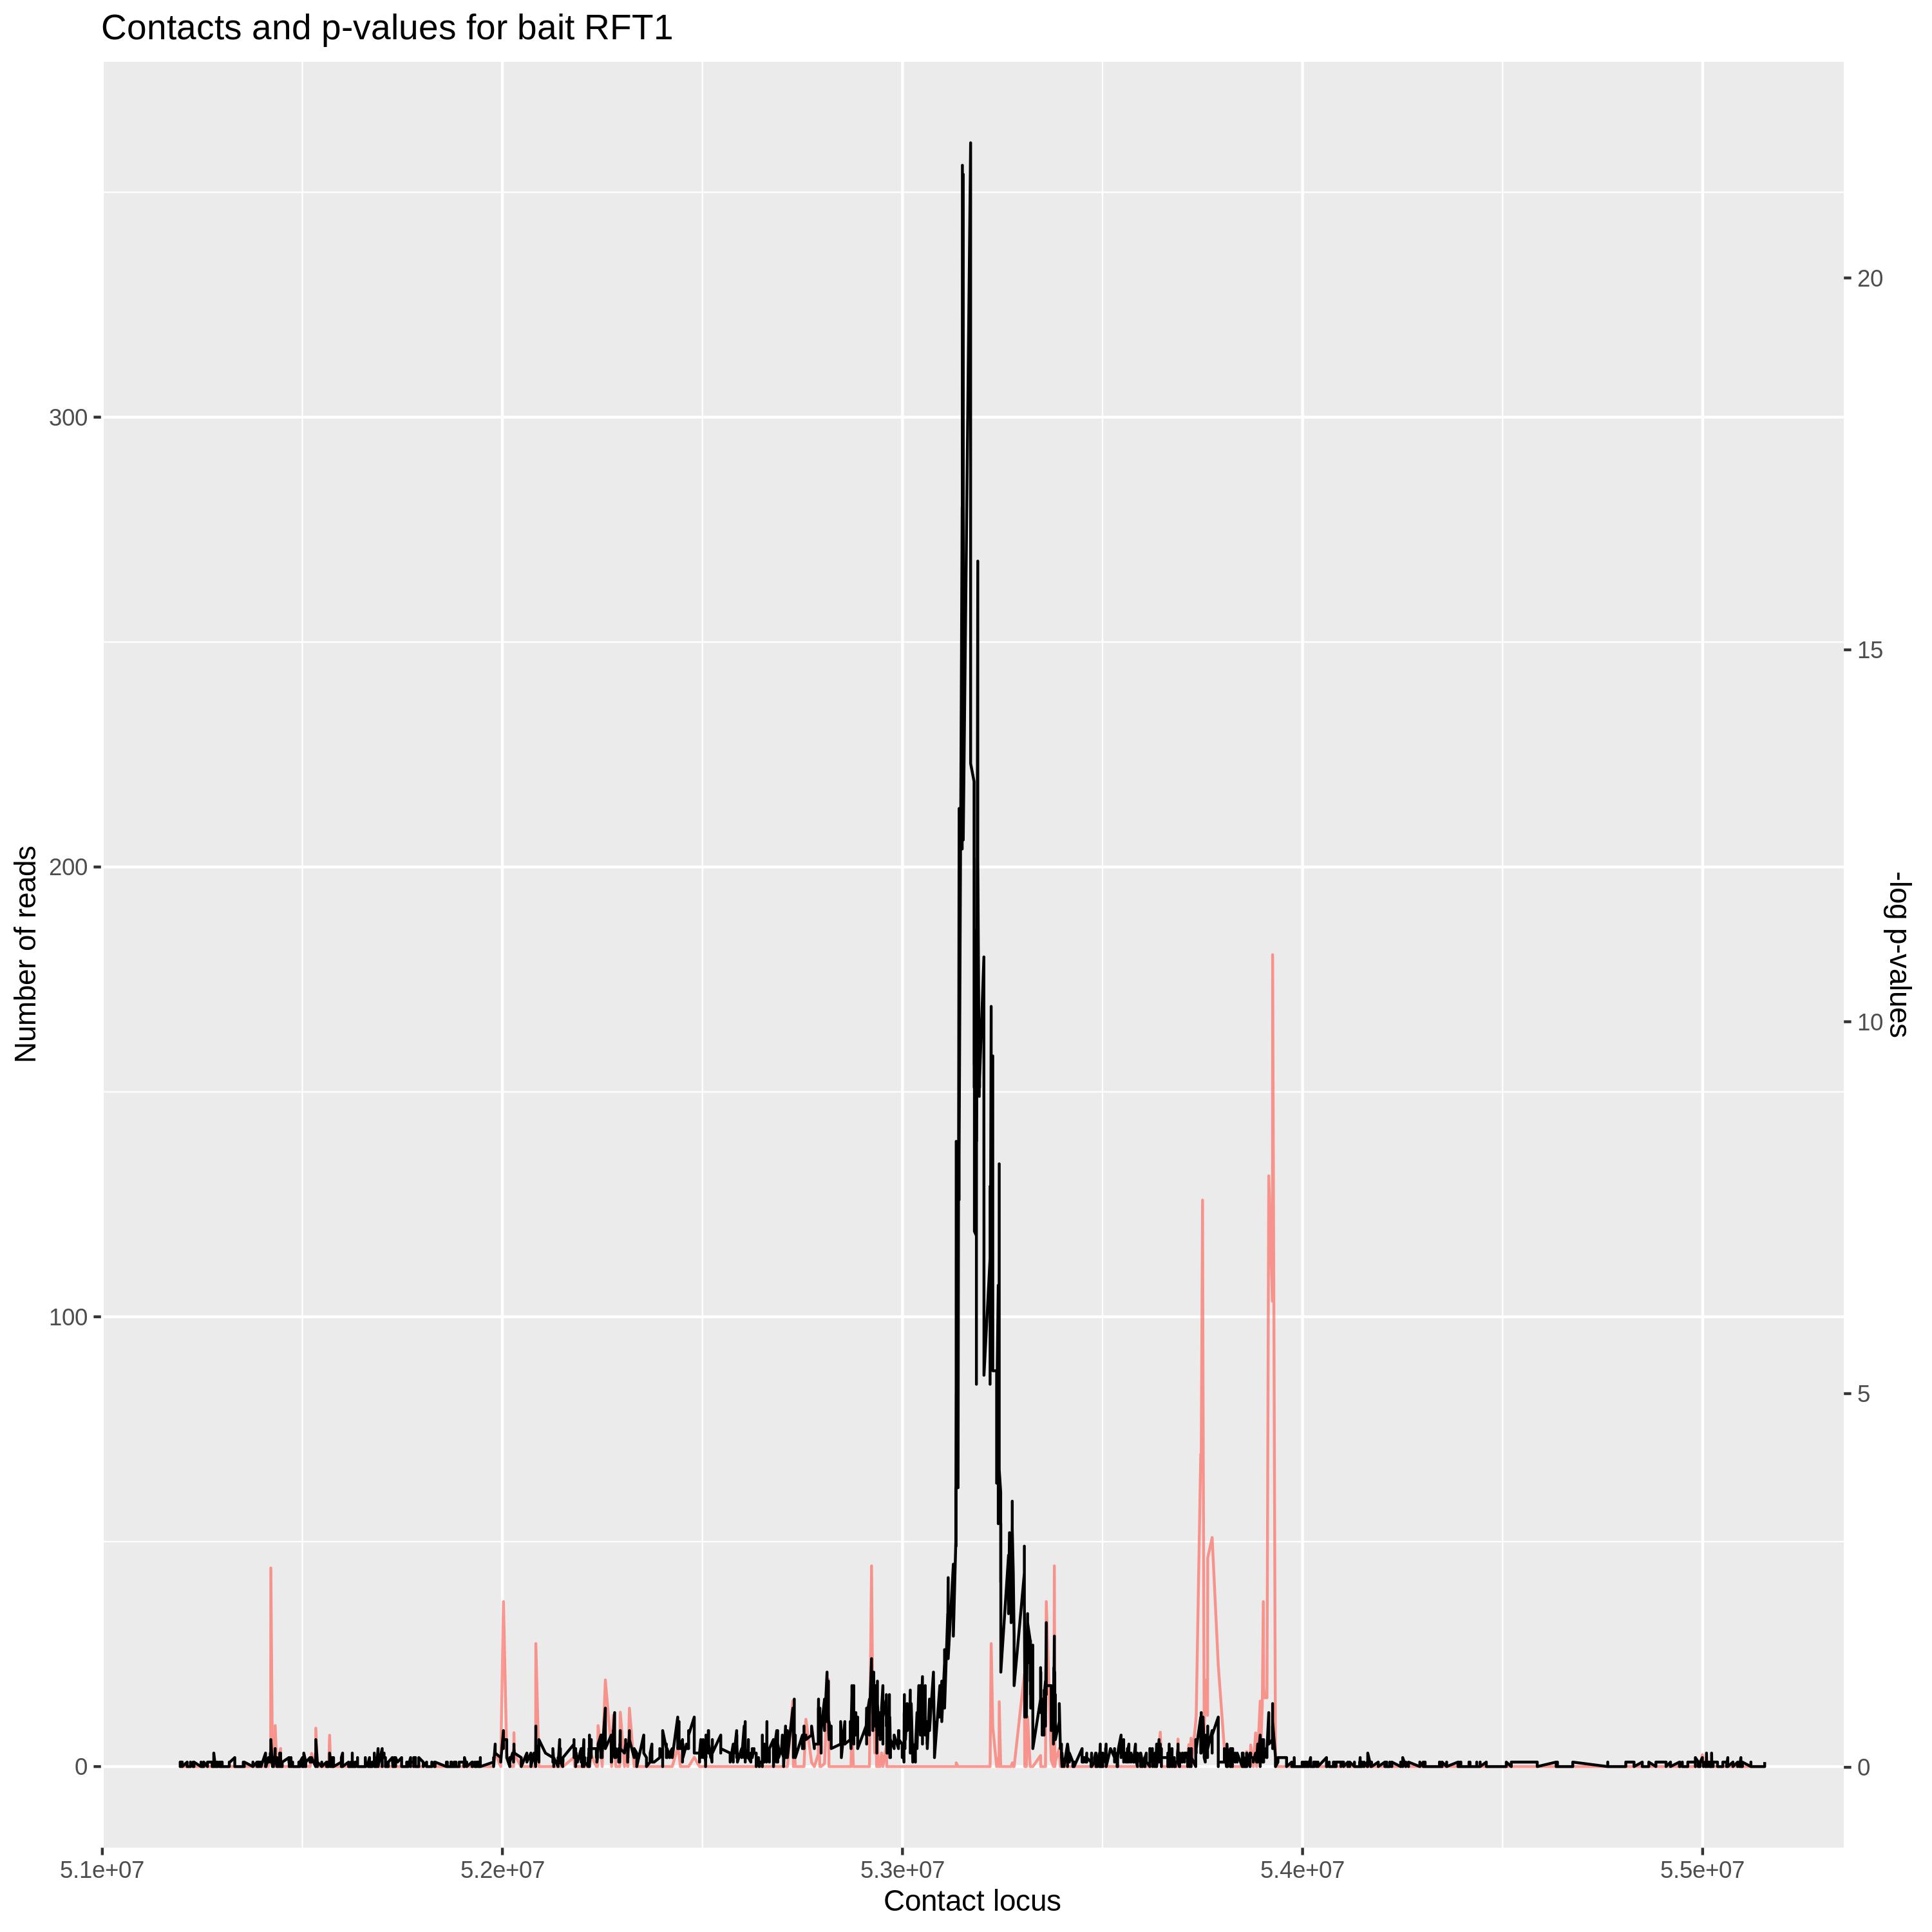 Contacts and p-values for bait RFT1
300
200
100
0
Number of reads
20
15
10
5
0
-log p-values
5.1e+07
5.2e+07
5.3e+07
5.4e+07
5.5e+07
Contact locus